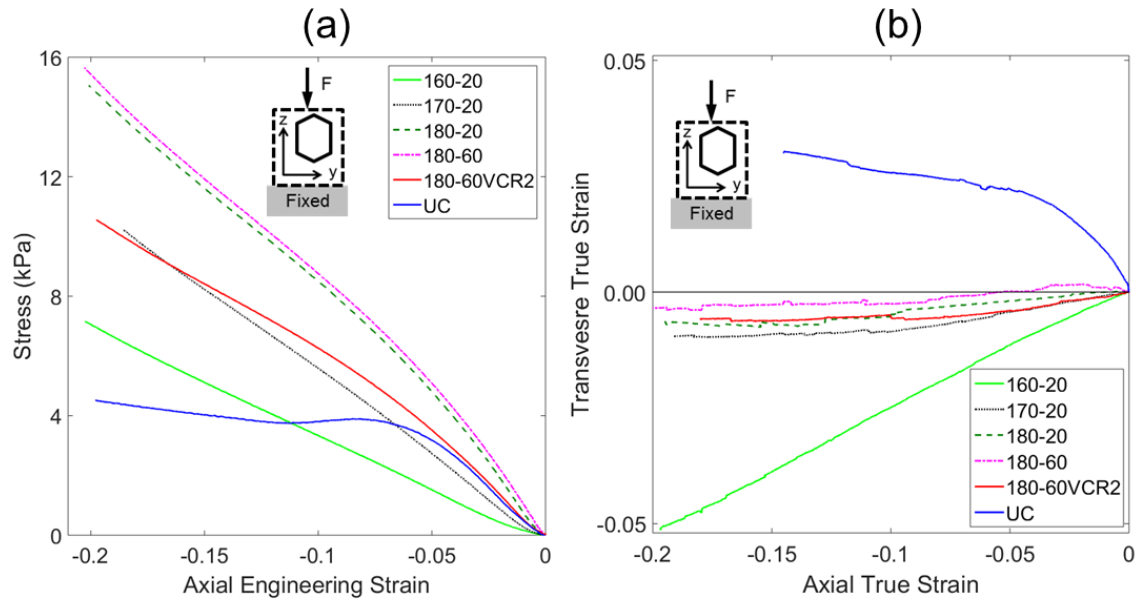 (a)
16
12
8
4
0
-0.2
-0.15
-0.1
-0.05
0
Stress (kPa)
Axial Engineering Strain
F
z
y
Fixed
160-20
170-20
180-20
180-60
180-60VCR2
UC
(b)
0.05
0.00
-0.05
-0.2
-0.15
-0.1
-0.05
0
Transvesre True Strain
Axial True Strain
F
z
y
Fixed
160-20
170-20
180-20
180-60
180-60VCR2
UC